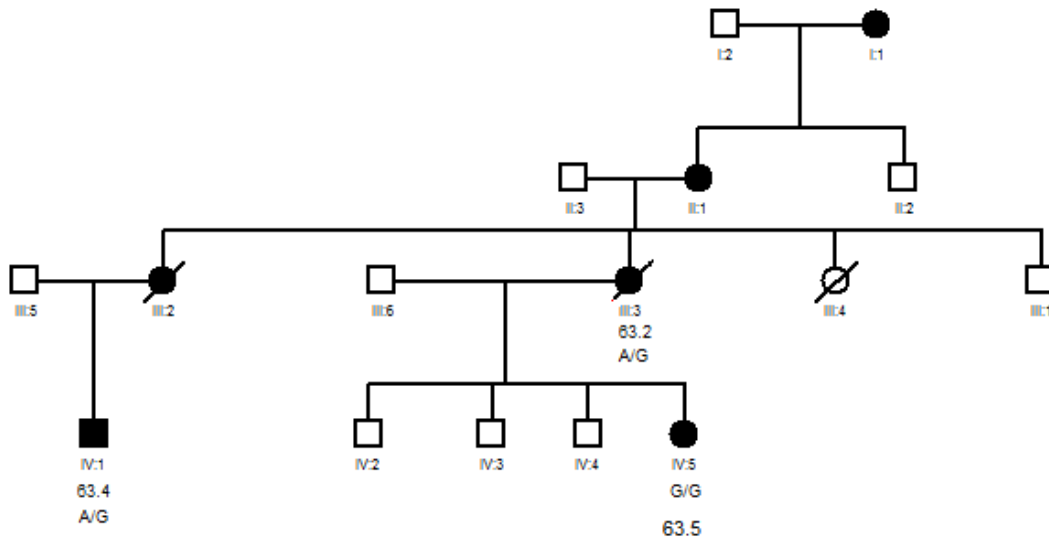 I:2 I:1
II:3 II:1 II:2
III:5 III:2 III:6 III:3 III:4 III:1
63.2
A/G
IV:1 IV:2 IV:3 IV:4 IV:5
63.4 G/G
A/G 63.5